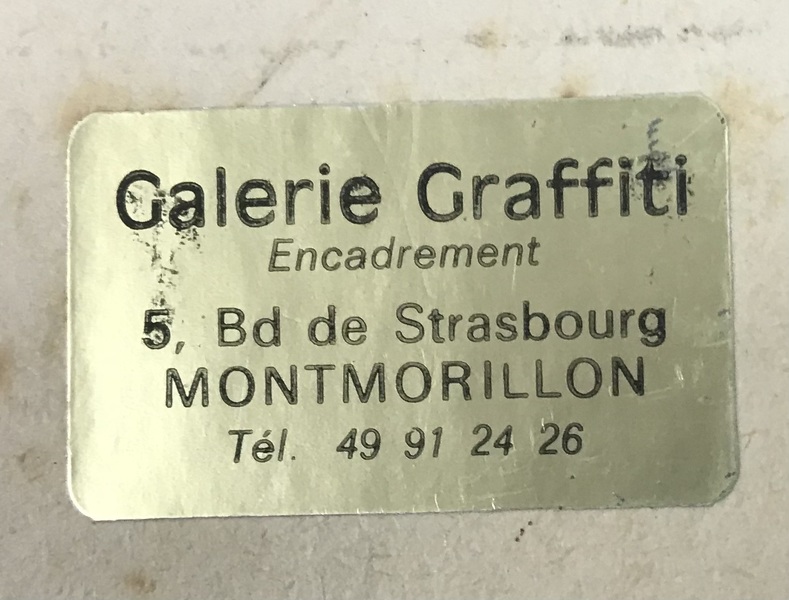 Galerie Graffiti
Encadrement
5, Bd de Strasbourg
MONTMORILLON
Tél. 49 91 24 26